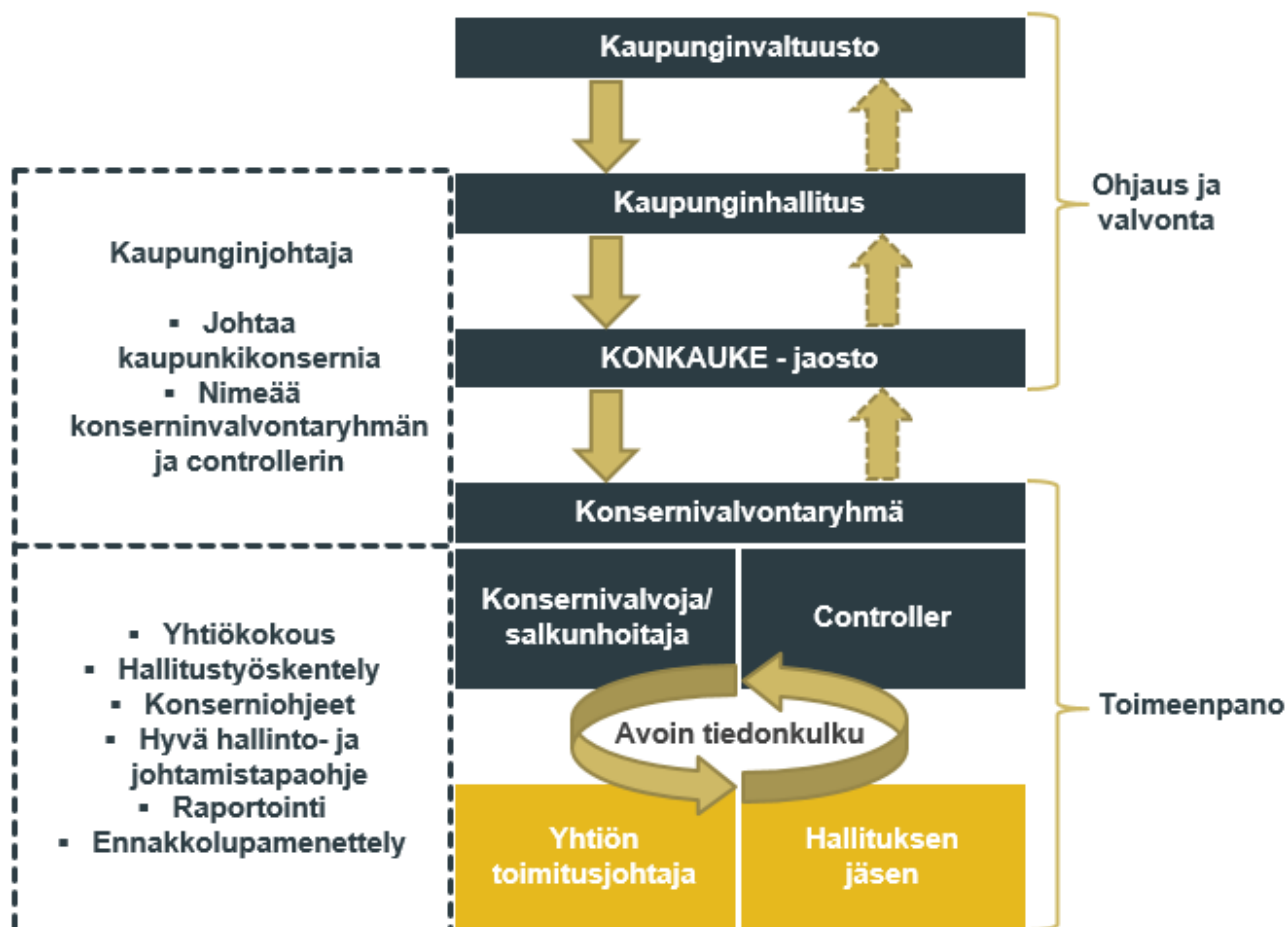 Kaupunginvaltuusto
Kaupunginhallitus
KONKAUKE - jaosto
Konsernivalvontaryhmä
Ohjaus ja
valvonta
Kaupunginjohtaja
▪ Johtaa
kaupunkikonsernia
▪ Nimeää
konserninvalvontaryhmän
ja controllerin
Konsernivalvoja/
salkunhoitaja
Controller
Avoin tiedonkulku
Yhtiön
toimitusjohtaja
Hallituksen
jäsen
▪ Yhtiökokous
▪ Hallitustyöskentely
▪ Konserniohjeet
▪ Hyvä hallinto- ja
johtamistapaohje
▪ Raportointi
▪ Ennakkolupamenettely
Toimeenpano